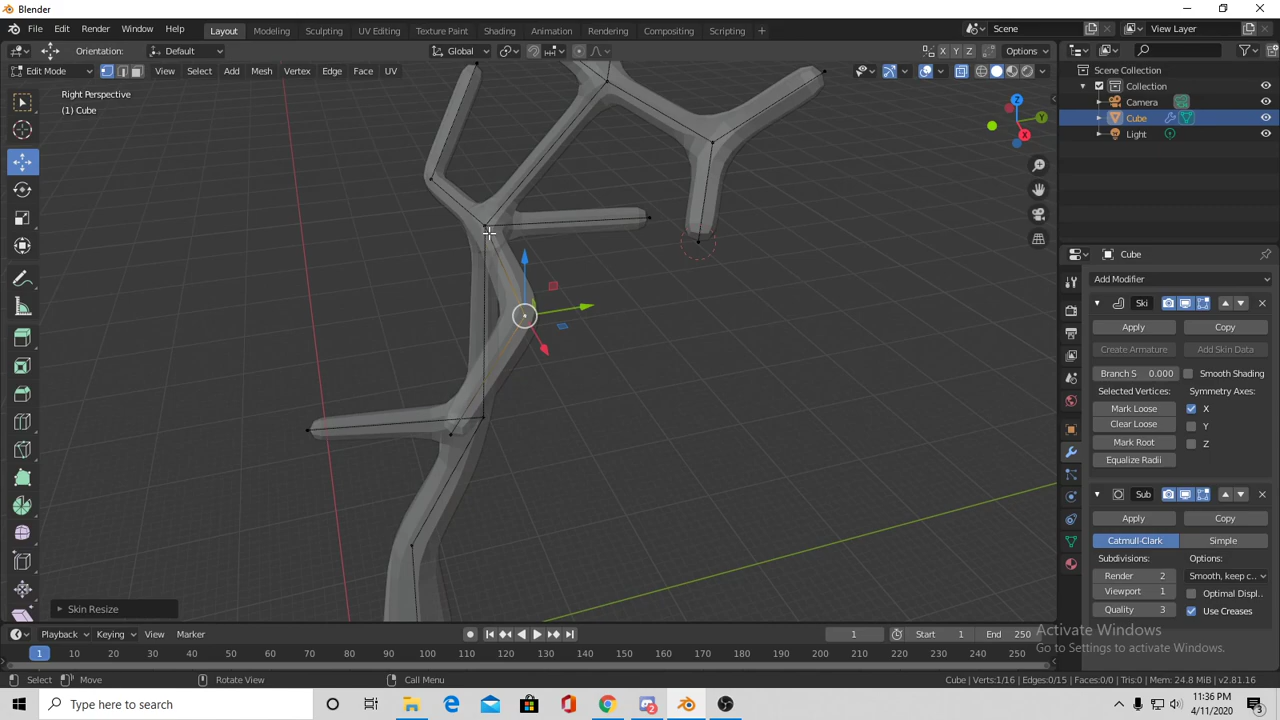 Blender
File Edit Render Window Help Layout Modeling Sculpting UV Editing Texture Paint Shading Animation Rendering Compositing Scripting + Scene View Layer
Orientation: Default Global X Y Z Options
Edit Mode View Select Add Mesh Vertex Edge Face UV
Right Perspective
(1) Cube
Z
Y
X
Scene Collection
Collection
Camera
Cube
Light
Cube
Add Modifier
Ski
Apply Copy
Create Armature Add Skin Data
Branch S 0.000 Smooth Shading
Selected Vertices: Symmetry Axes:
Mark Loose X
Clear Loose Y
Mark Root Z
Equalize Radii
Sub
Apply Copy
Catmull-Clark Simple
Subdivisions: Options:
Render 2 Smooth, keep c..
Viewport 1 Optimal Displ..
Quality 3 Use Creases
Skin Resize
Activate Windows
Go to Settings to activate Windows.
Playback Keying View Marker 1 Start 1 End 250
1 10 20 30 40 50 60 70 80 90 100 110 120 130 140 150 160 170 180 190 200 210 220 230 240 250
Select Move Rotate View Call Menu Cube | Verts:1/16 | Edges:0/15 | Faces:0/0 | Tris:0 | Mem: 24.8 MiB | v2.81.16
Type here to search
2
11:36 PM
4/11/2020
3